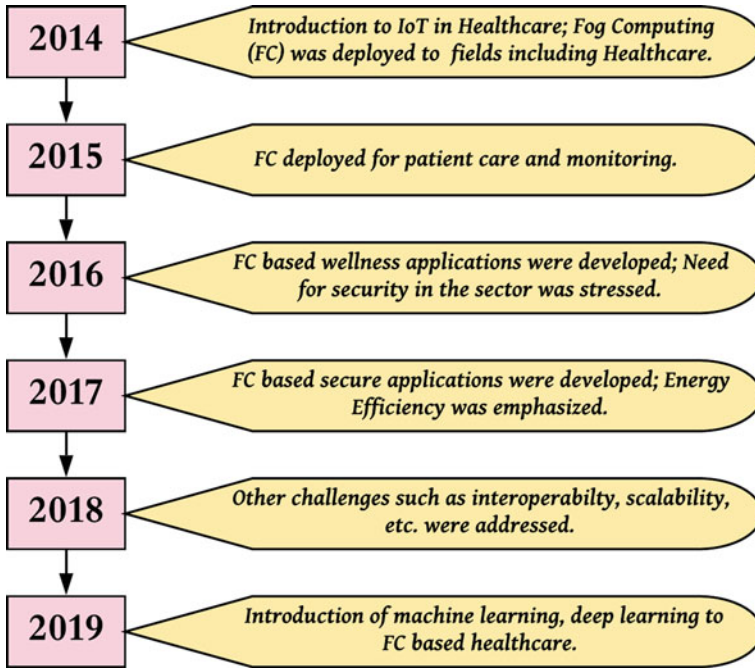 2014
Introduction to IoT in Healthcare; Fog Computing
(FC) was deployed to fields including Healthcare.
2015
FC deployed for patient care and monitoring.
2016
FC based wellness applications were developed; Need
for security in the sector was stressed.
2017
FC based secure applications were developed; Energy
Efficiency was emphasized.
2018
Other challenges such as interoperabilty, scalability,
etc. were addressed.
2019
Introduction of machine learning, deep learning to
FC based healthcare.